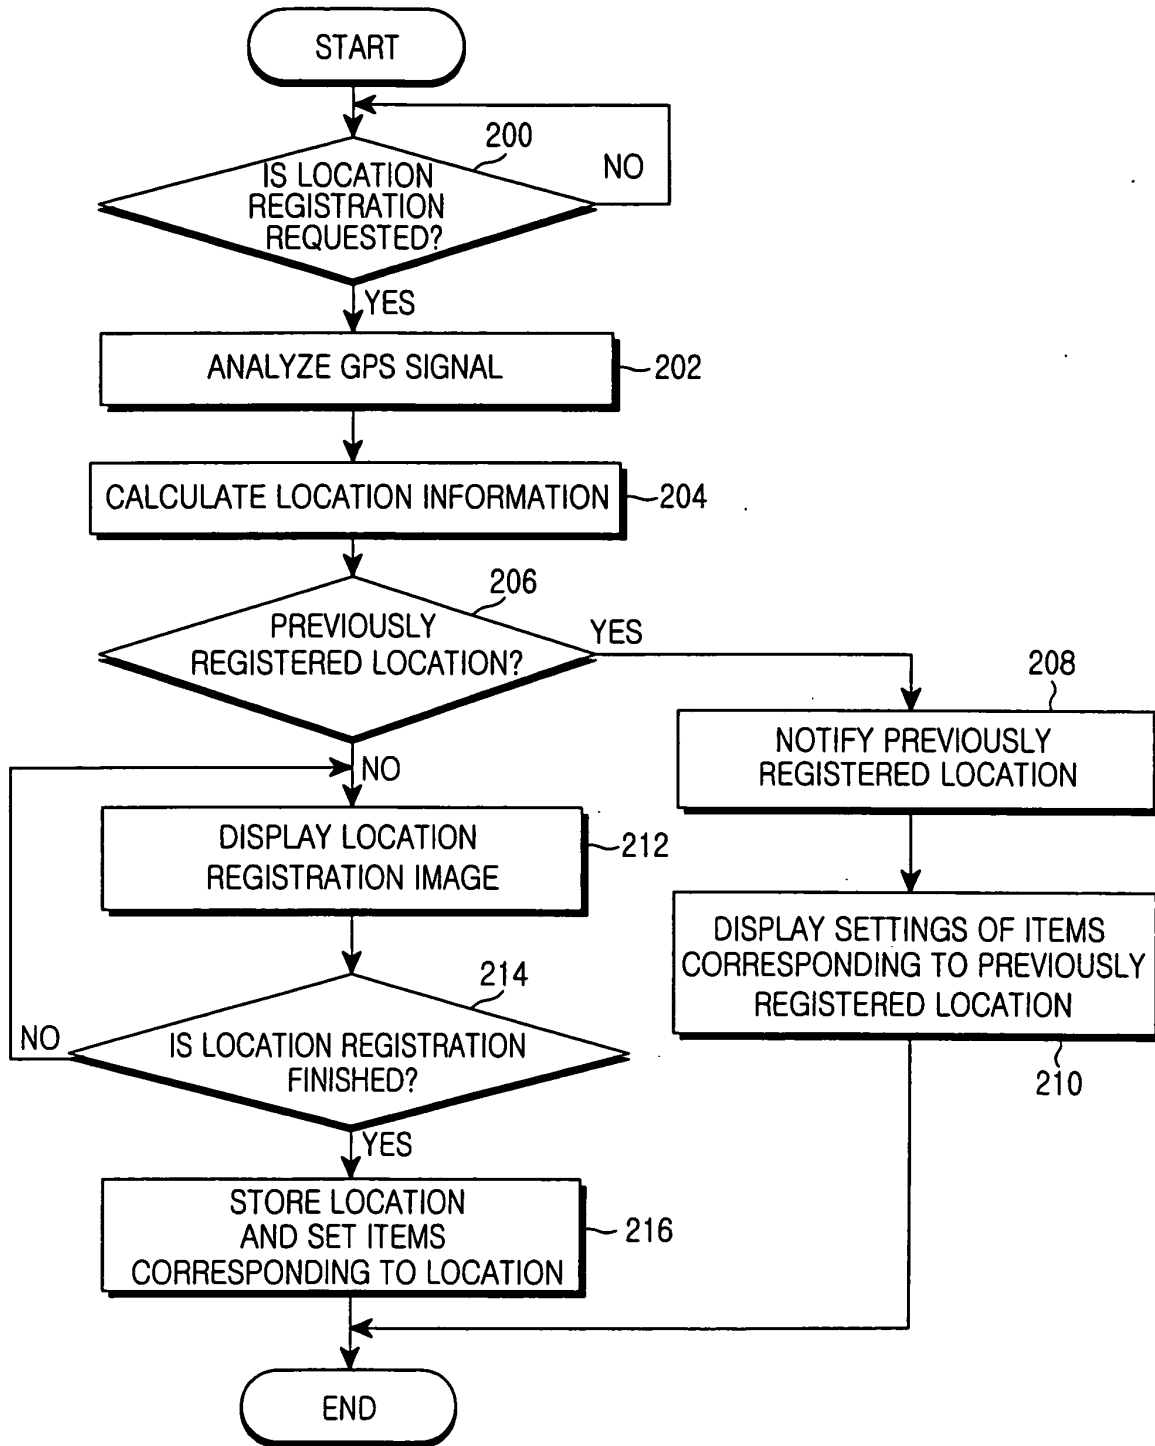 START
200
IS LOCATION
REGISTRATION
REQUESTED?
NO
YES
ANALYZE GPS SIGNAL
202
CALCULATE LOCATION INFORMATION
204
206
PREVIOUSLY
REGISTERED LOCATION?
YES
208
NOTIFY PREVIOUSLY
REGISTERED LOCATION
NO
DISPLAY LOCATION
REGISTRATION IMAGE
212
DISPLAY SETTINGS OF ITEMS
CORRESPONDING TO PREVIOUSLY
REGISTERED LOCATION
210
214
IS LOCATION REGISTRATION
FINISHED?
NO
YES
STORE LOCATION
AND SET ITEMS
CORRESPONDING TO LOCATION
216
END